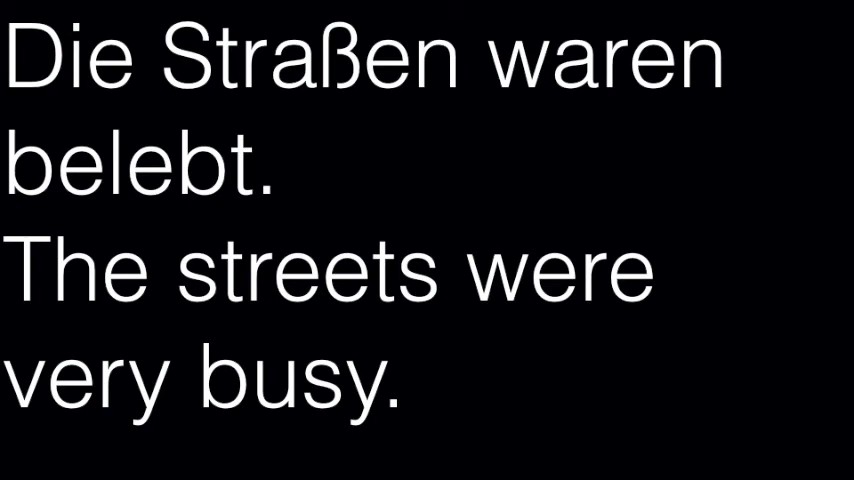 Die Straßen waren
belebt.
The streets were
very busy.